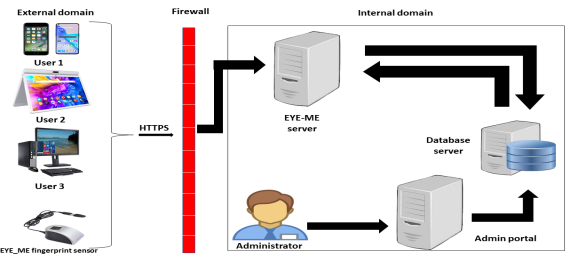 External domain
Firewall
Internal domain
User 1
User 2
HTTPS
User 3
EYE_ME fingerprint sensor
EYE-ME
server
Database
server
Administrator
Admin portal